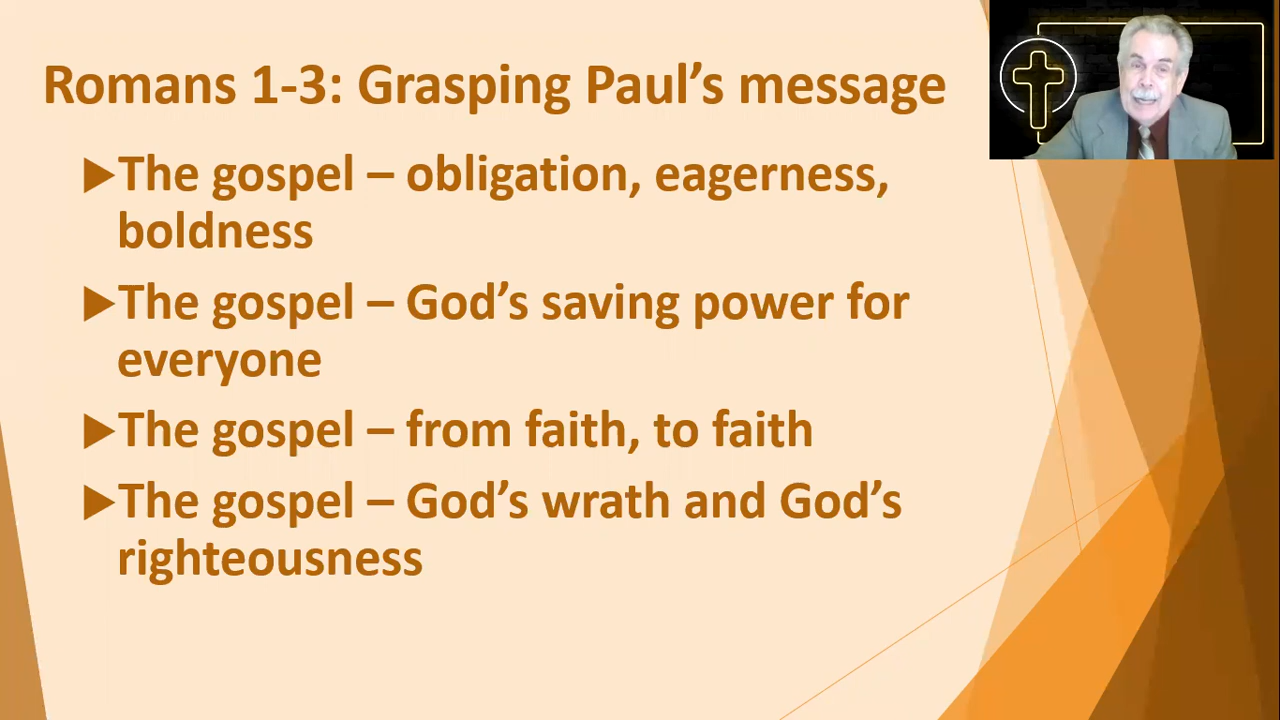 Romans 1-3: Grasping Paul’s message
▶The gospel – obligation, eagerness,
boldness
▶The gospel – God’s saving power for
everyone
▶The gospel – from faith, to faith
▶The gospel – God’s wrath and God’s
righteousness